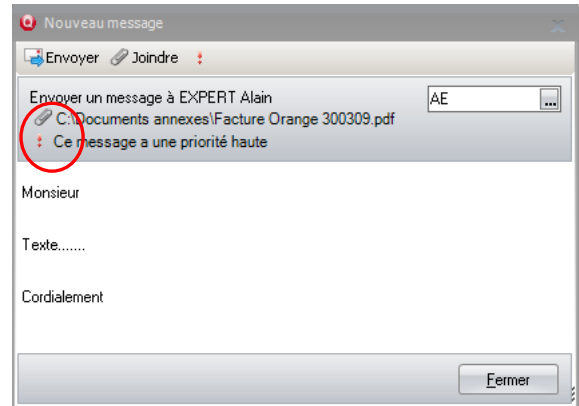 Nouveau message
Envoyer Joindre
Envoyer un message à EXPERT Alain AE ...
C:\Documents annexes\Facture Orange 300309.pdf
Ce message a une priorité haute
Monsieur
Texte.......
Cordialement
Fermer